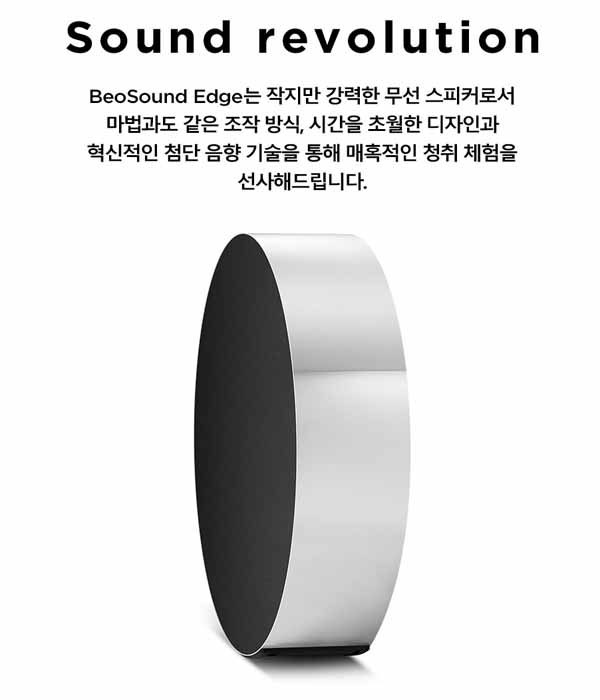 Sound revolution
BeoSound Edge는 작지만 강력한 무선 스피커로서
마법과도 같은 조작 방식, 시간을 초월한 디자인과
혁신적인 첨단 음향 기술을 통해 매혹적인 청취 체험을
선사해드립니다.